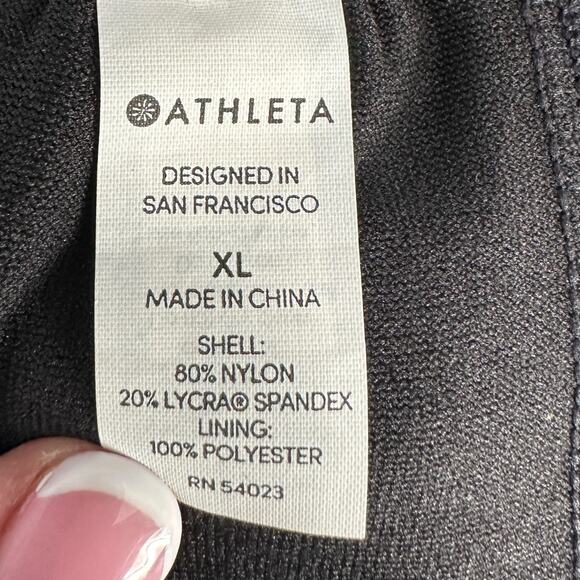 ATHLETA
DESIGNED IN
SAN FRANCISCO
XL
MADE IN CHINA
SHELL:
80% NYLON
20% LYCRA® SPANDEX
LINING:
100% POLYESTER
RN 54023